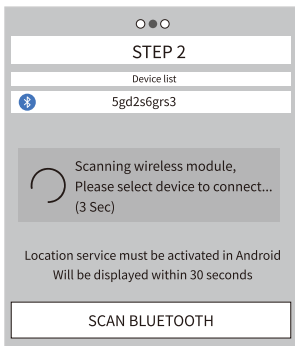 STEP 2
Device list
5gd2s6grs3
Scanning wireless module,
Please select device to connect...
(3 Sec)
Location service must be activated in Android
Will be displayed within 30 seconds
SCAN BLUETOOTH